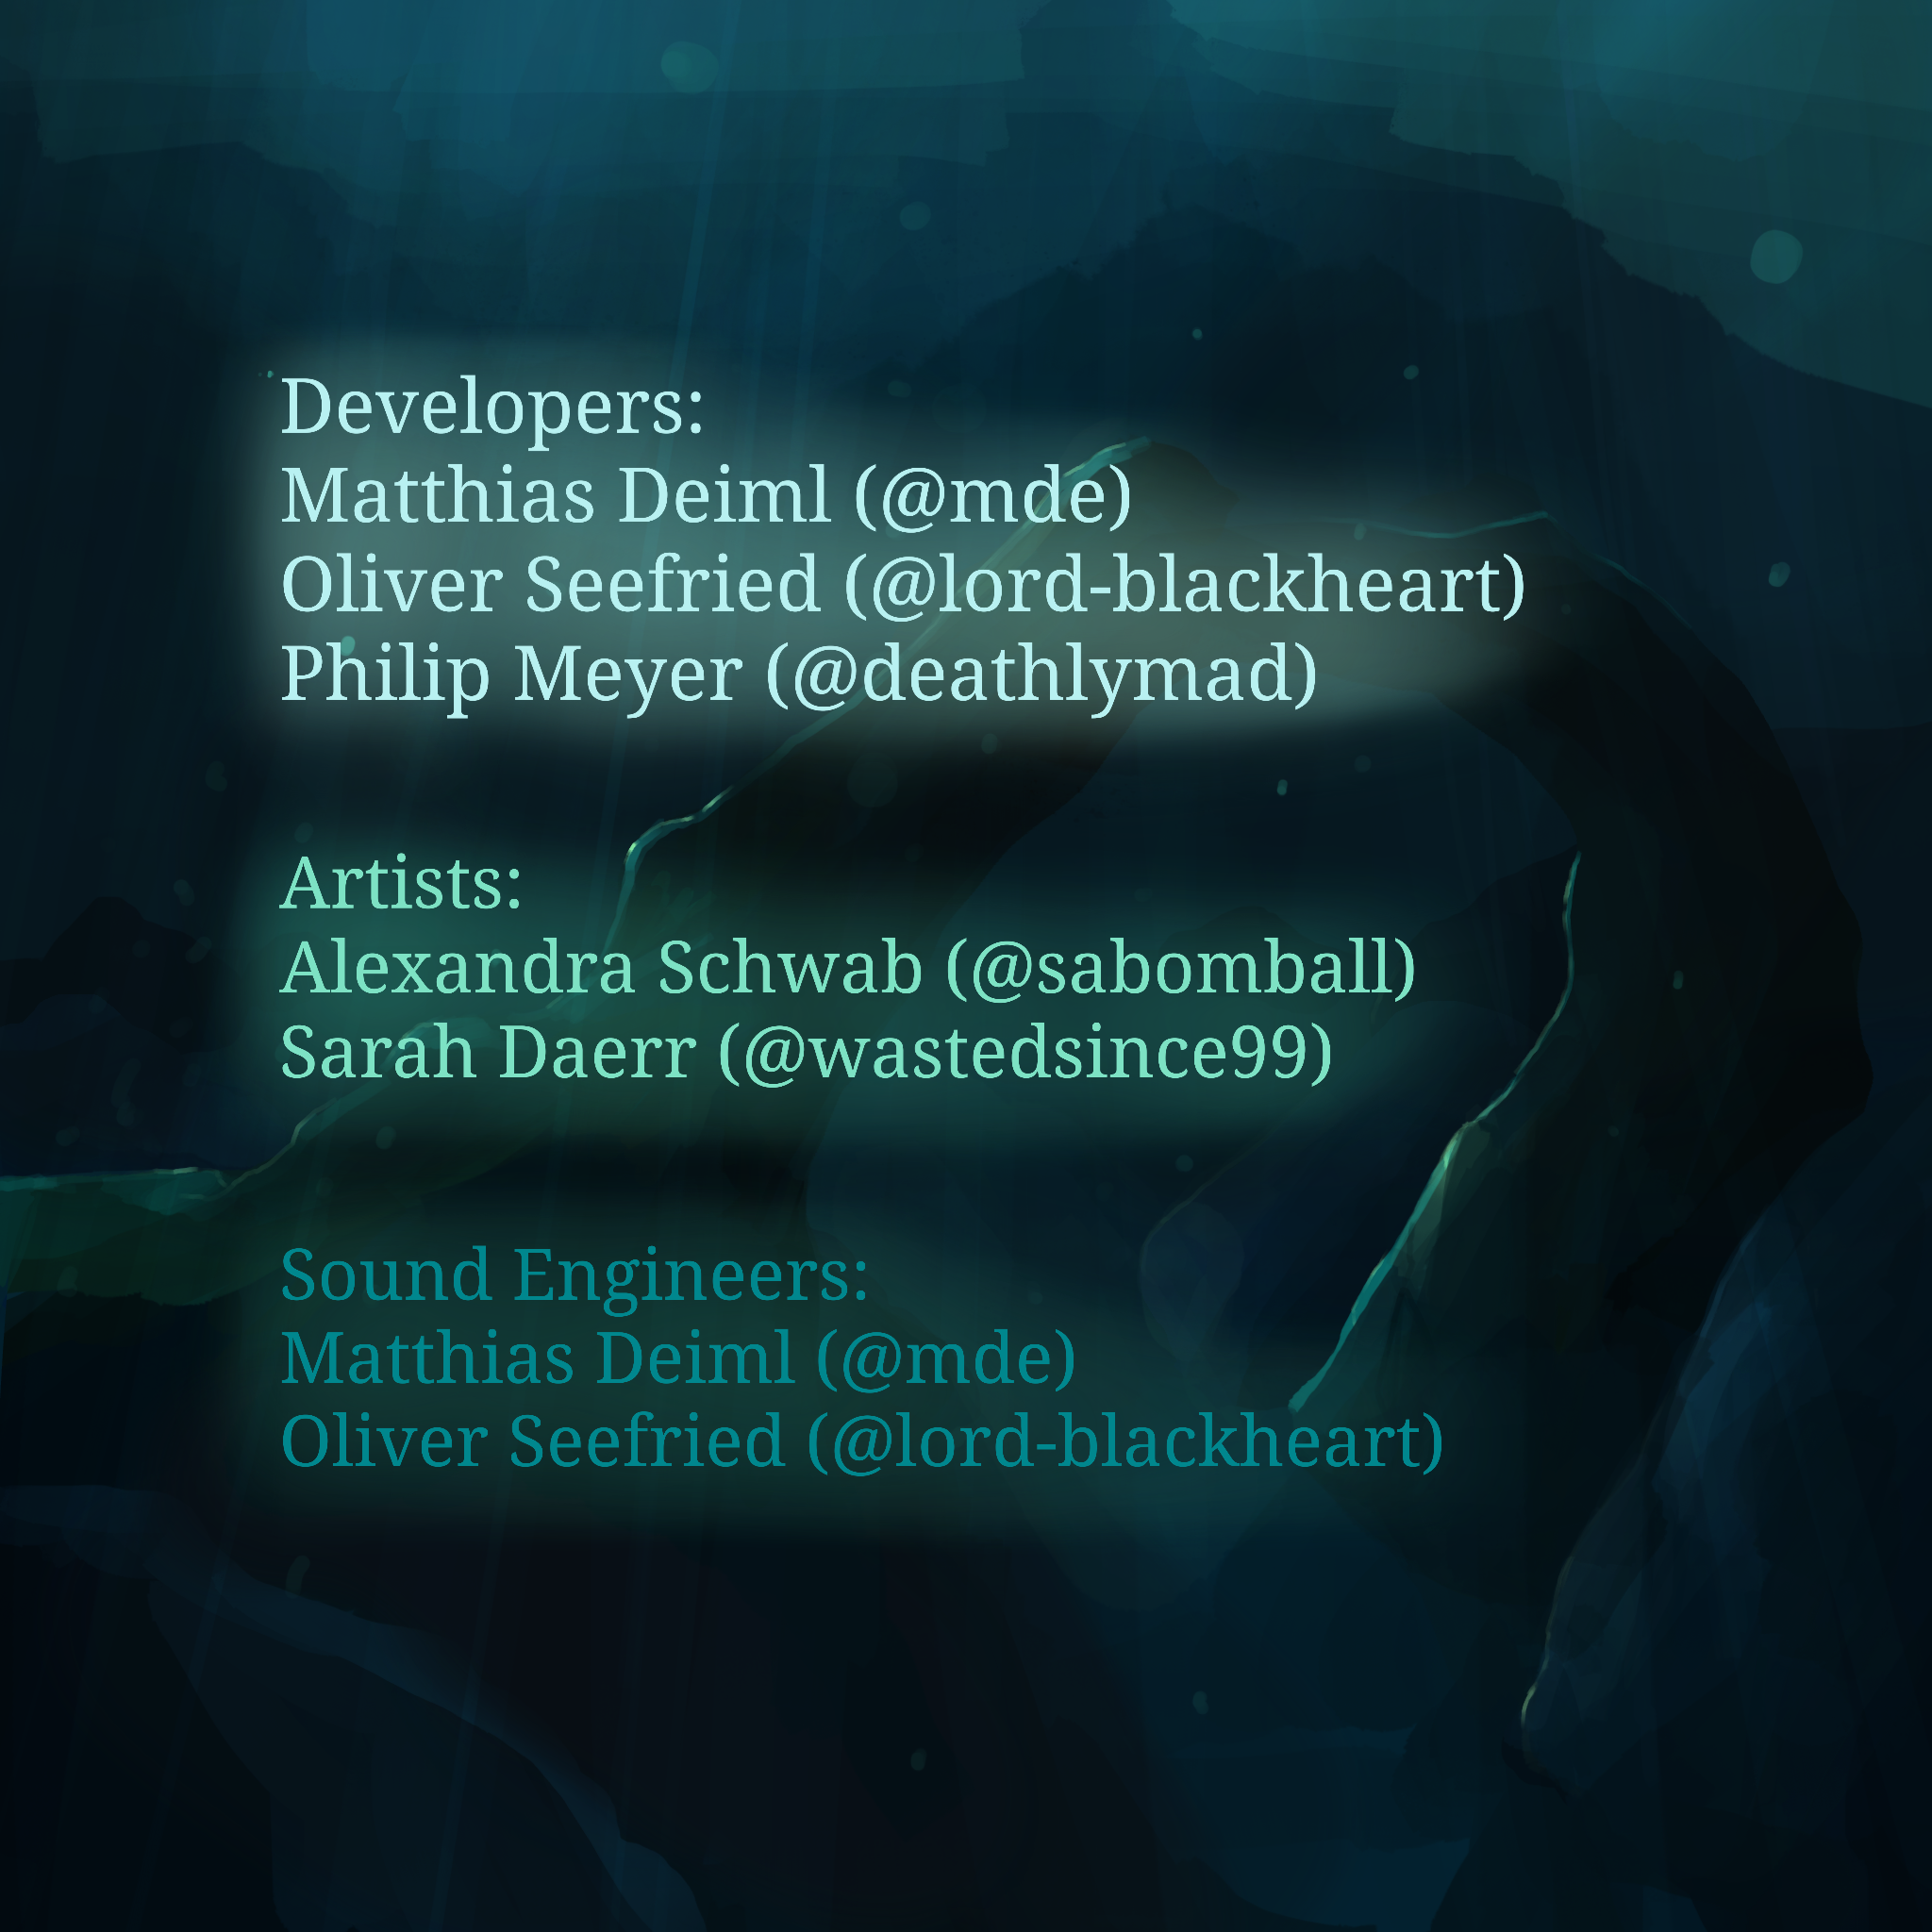 Developers:
Matthias Deiml (@mde)
Oliver Seefried (@lord-blackheart)
Philip Meyer (@deathlymad)
Artists:
Alexandra Schwab (@sabomball)
Sarah Daerr (@wastedsince99)
Sound Engineers:
Matthias Deiml (@mde)
Oliver Seefried (@lord-blackheart)